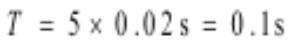 T = 5 × 0.02 s = 0.1s